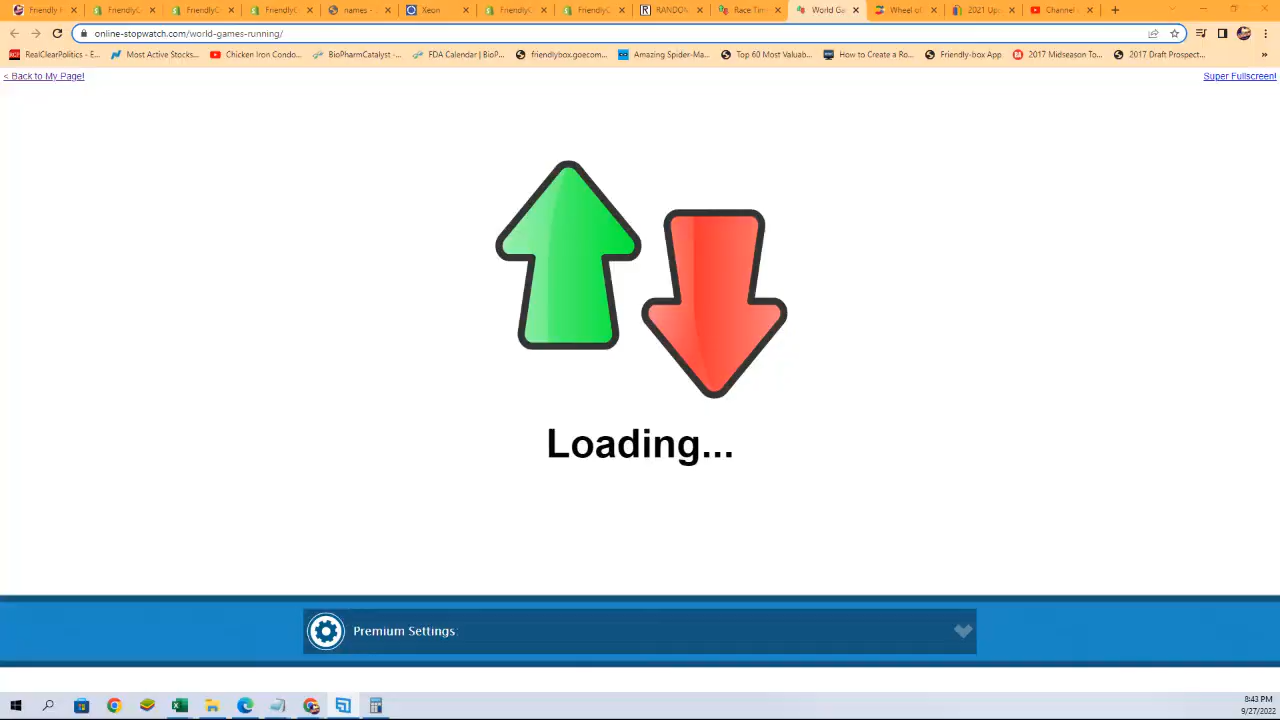 Friendly H
FriendlyC
FriendlyC
FriendlyC
names -
Xeon
FriendlyC
FriendlyC
RANDOM
Race Time
World Ga
Wheel of
2021 Up
Channel
online-stopwatch.com/world-games-running/
RealClearPolitics - E...
Most Active Stocks...
Chicken Iron Condo...
BioPharmCatalyst -...
FDA Calendar | BioP...
friendlybox.goecom...
Amazing Spider-Ma...
Top 60 Most Valuab...
How to Create a Ro...
Friendly-box App
2017 Midseason To...
2017 Draft Prospect...
< Back to My Page!
Super Fullscreen!
Loading...
Premium Settings:
8:43 PM
9/27/2022